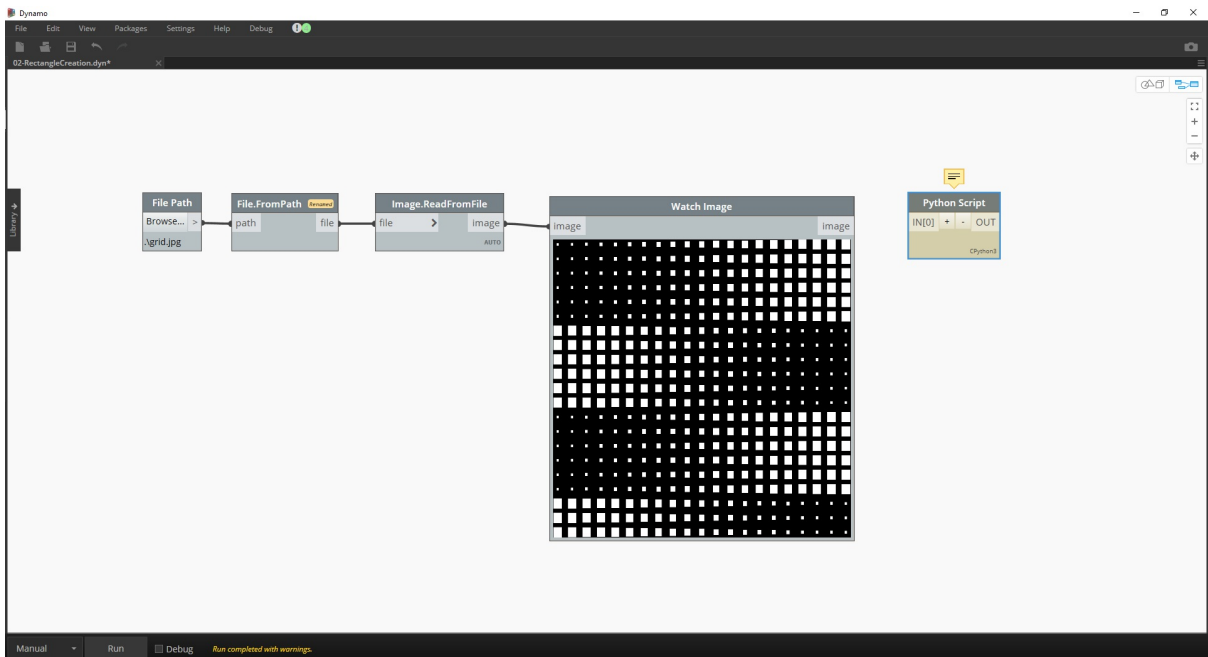 Dynamo
File Edit View Packages Settings Help Debug
02-RectangleCreation.dyn*
Library
File Path
Browse... >
.\grid.jpg
File.FromPath Renamed
path file
Image.ReadFromFile
file > image
AUTO
Watch Image
image image
Python Script
IN[0] + - OUT
CPython3
Manual Run Debug Run completed with warnings.